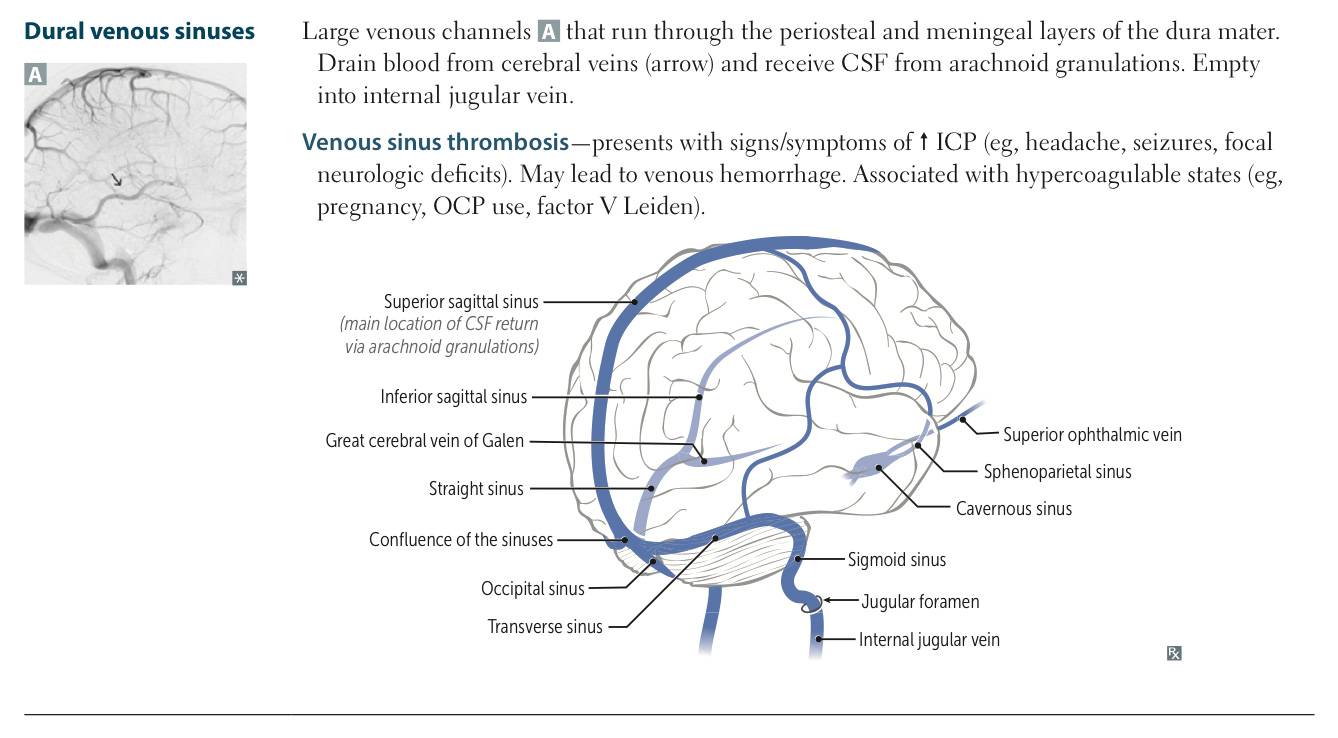 Dural venous sinuses
A
Large venous channels A that run through the periosteal and meningeal layers of the dura mater.
Drain blood from cerebral veins (arrow) and receive CSF from arachnoid granulations. Empty
into internal jugular vein.
Venous sinus thrombosis—presents with signs/symptoms of ↑ ICP (eg, headache, seizures, focal
neurologic deficits). May lead to venous hemorrhage. Associated with hypercoagulable states (eg,
pregnancy, OCP use, factor V Leiden).
Superior sagittal sinus
(main location of CSF return
via arachnoid granulations)
Inferior sagittal sinus
Great cerebral vein of Galen
Straight sinus
Confluence of the sinuses
Occipital sinus
Transverse sinus
Superior ophthalmic vein
Sphenoparietal sinus
Cavernous sinus
Sigmoid sinus
Jugular foramen
Internal jugular vein
Rx